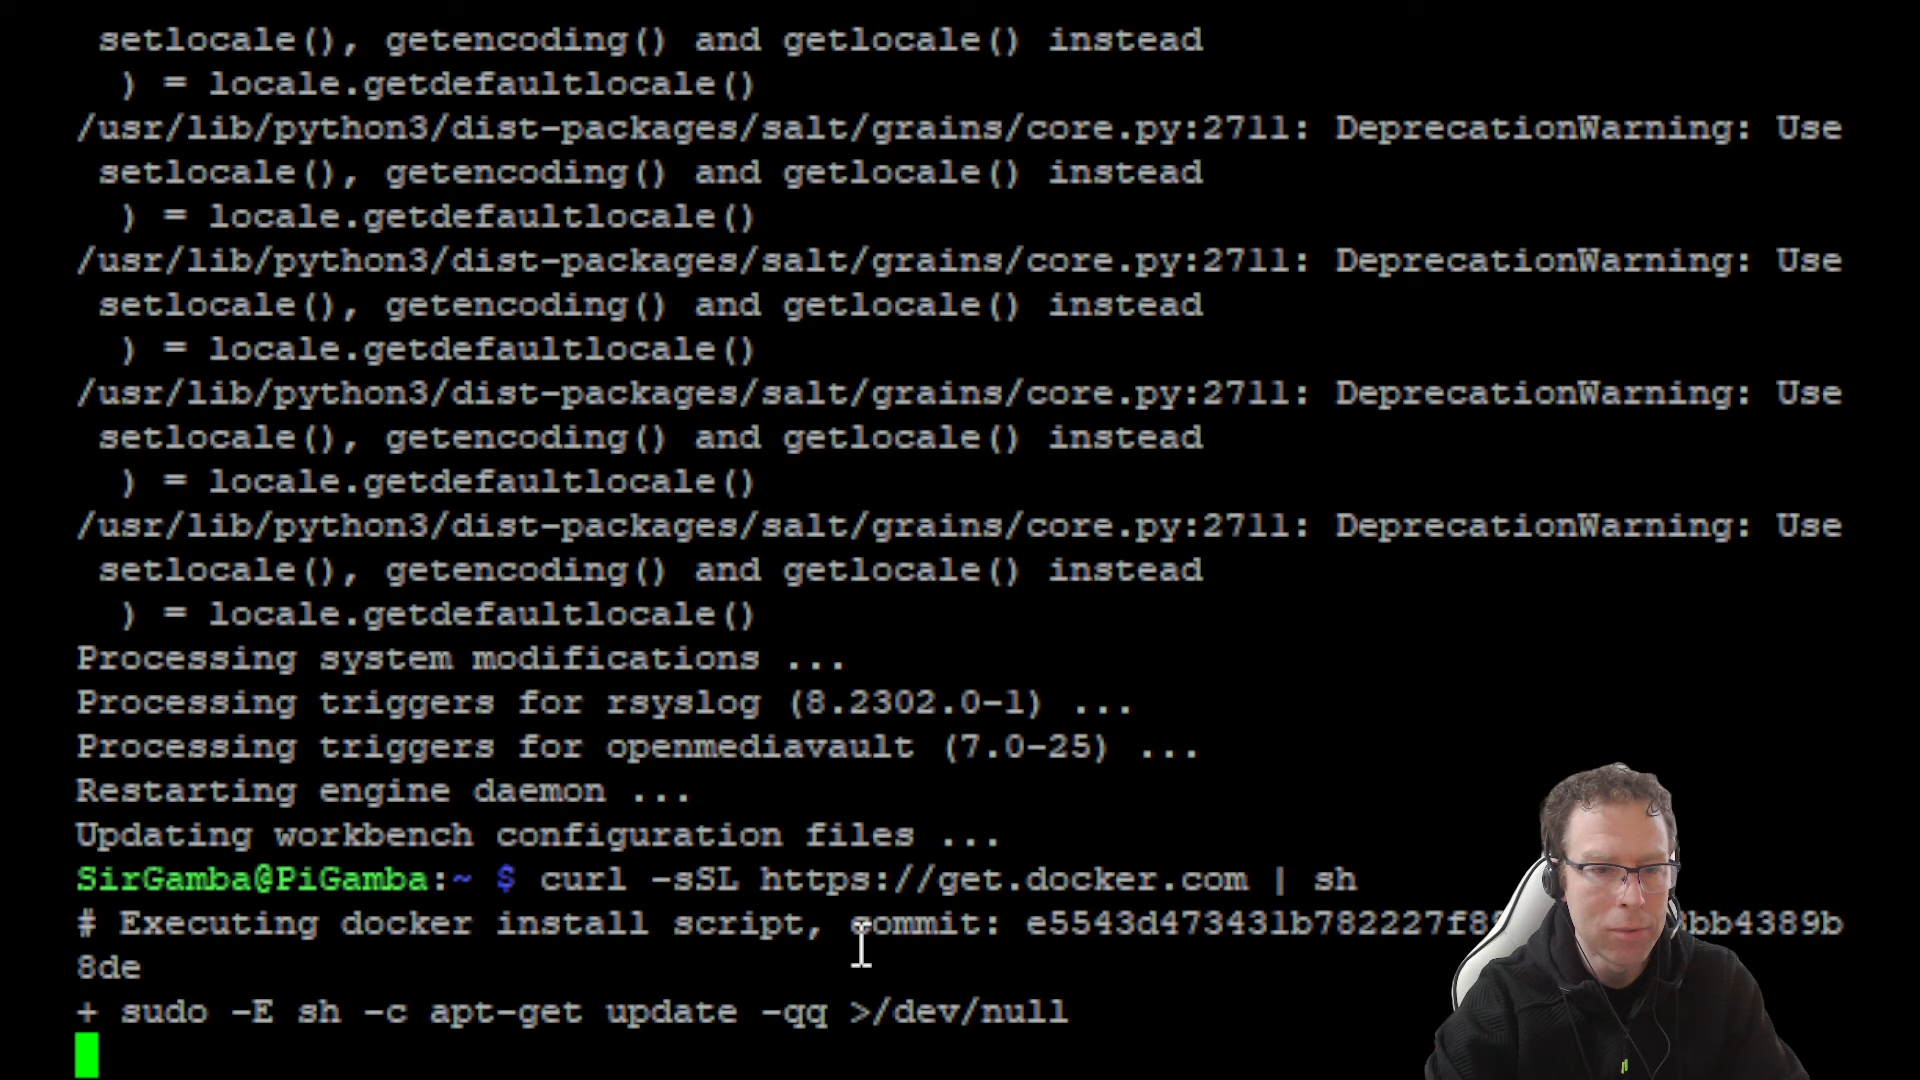 setlocale(), getencoding() and getlocale() instead
) = locale.getdefaultlocale()
/usr/lib/python3/dist-packages/salt/grains/core.py:2711: DeprecationWarning: Use
setlocale(), getencoding() and getlocale() instead
) = locale.getdefaultlocale()
/usr/lib/python3/dist-packages/salt/grains/core.py:2711: DeprecationWarning: Use
setlocale(), getencoding() and getlocale() instead
) = locale.getdefaultlocale()
/usr/lib/python3/dist-packages/salt/grains/core.py:2711: DeprecationWarning: Use
setlocale(), getencoding() and getlocale() instead
) = locale.getdefaultlocale()
/usr/lib/python3/dist-packages/salt/grains/core.py:2711: DeprecationWarning: Use
setlocale(), getencoding() and getlocale() instead
) = locale.getdefaultlocale()
Processing system modifications ...
Processing triggers for rsyslog (8.2302.0-1) ...
Processing triggers for openmediavault (7.0-25) ...
Restarting engine daemon ...
Updating workbench configuration files ...
SirGamba@PiGamba:~ $ curl -sSL https://get.docker.com | sh
# Executing docker install script, commit:
8de
+ sudo -E sh -c apt-get update -qq >/dev/null